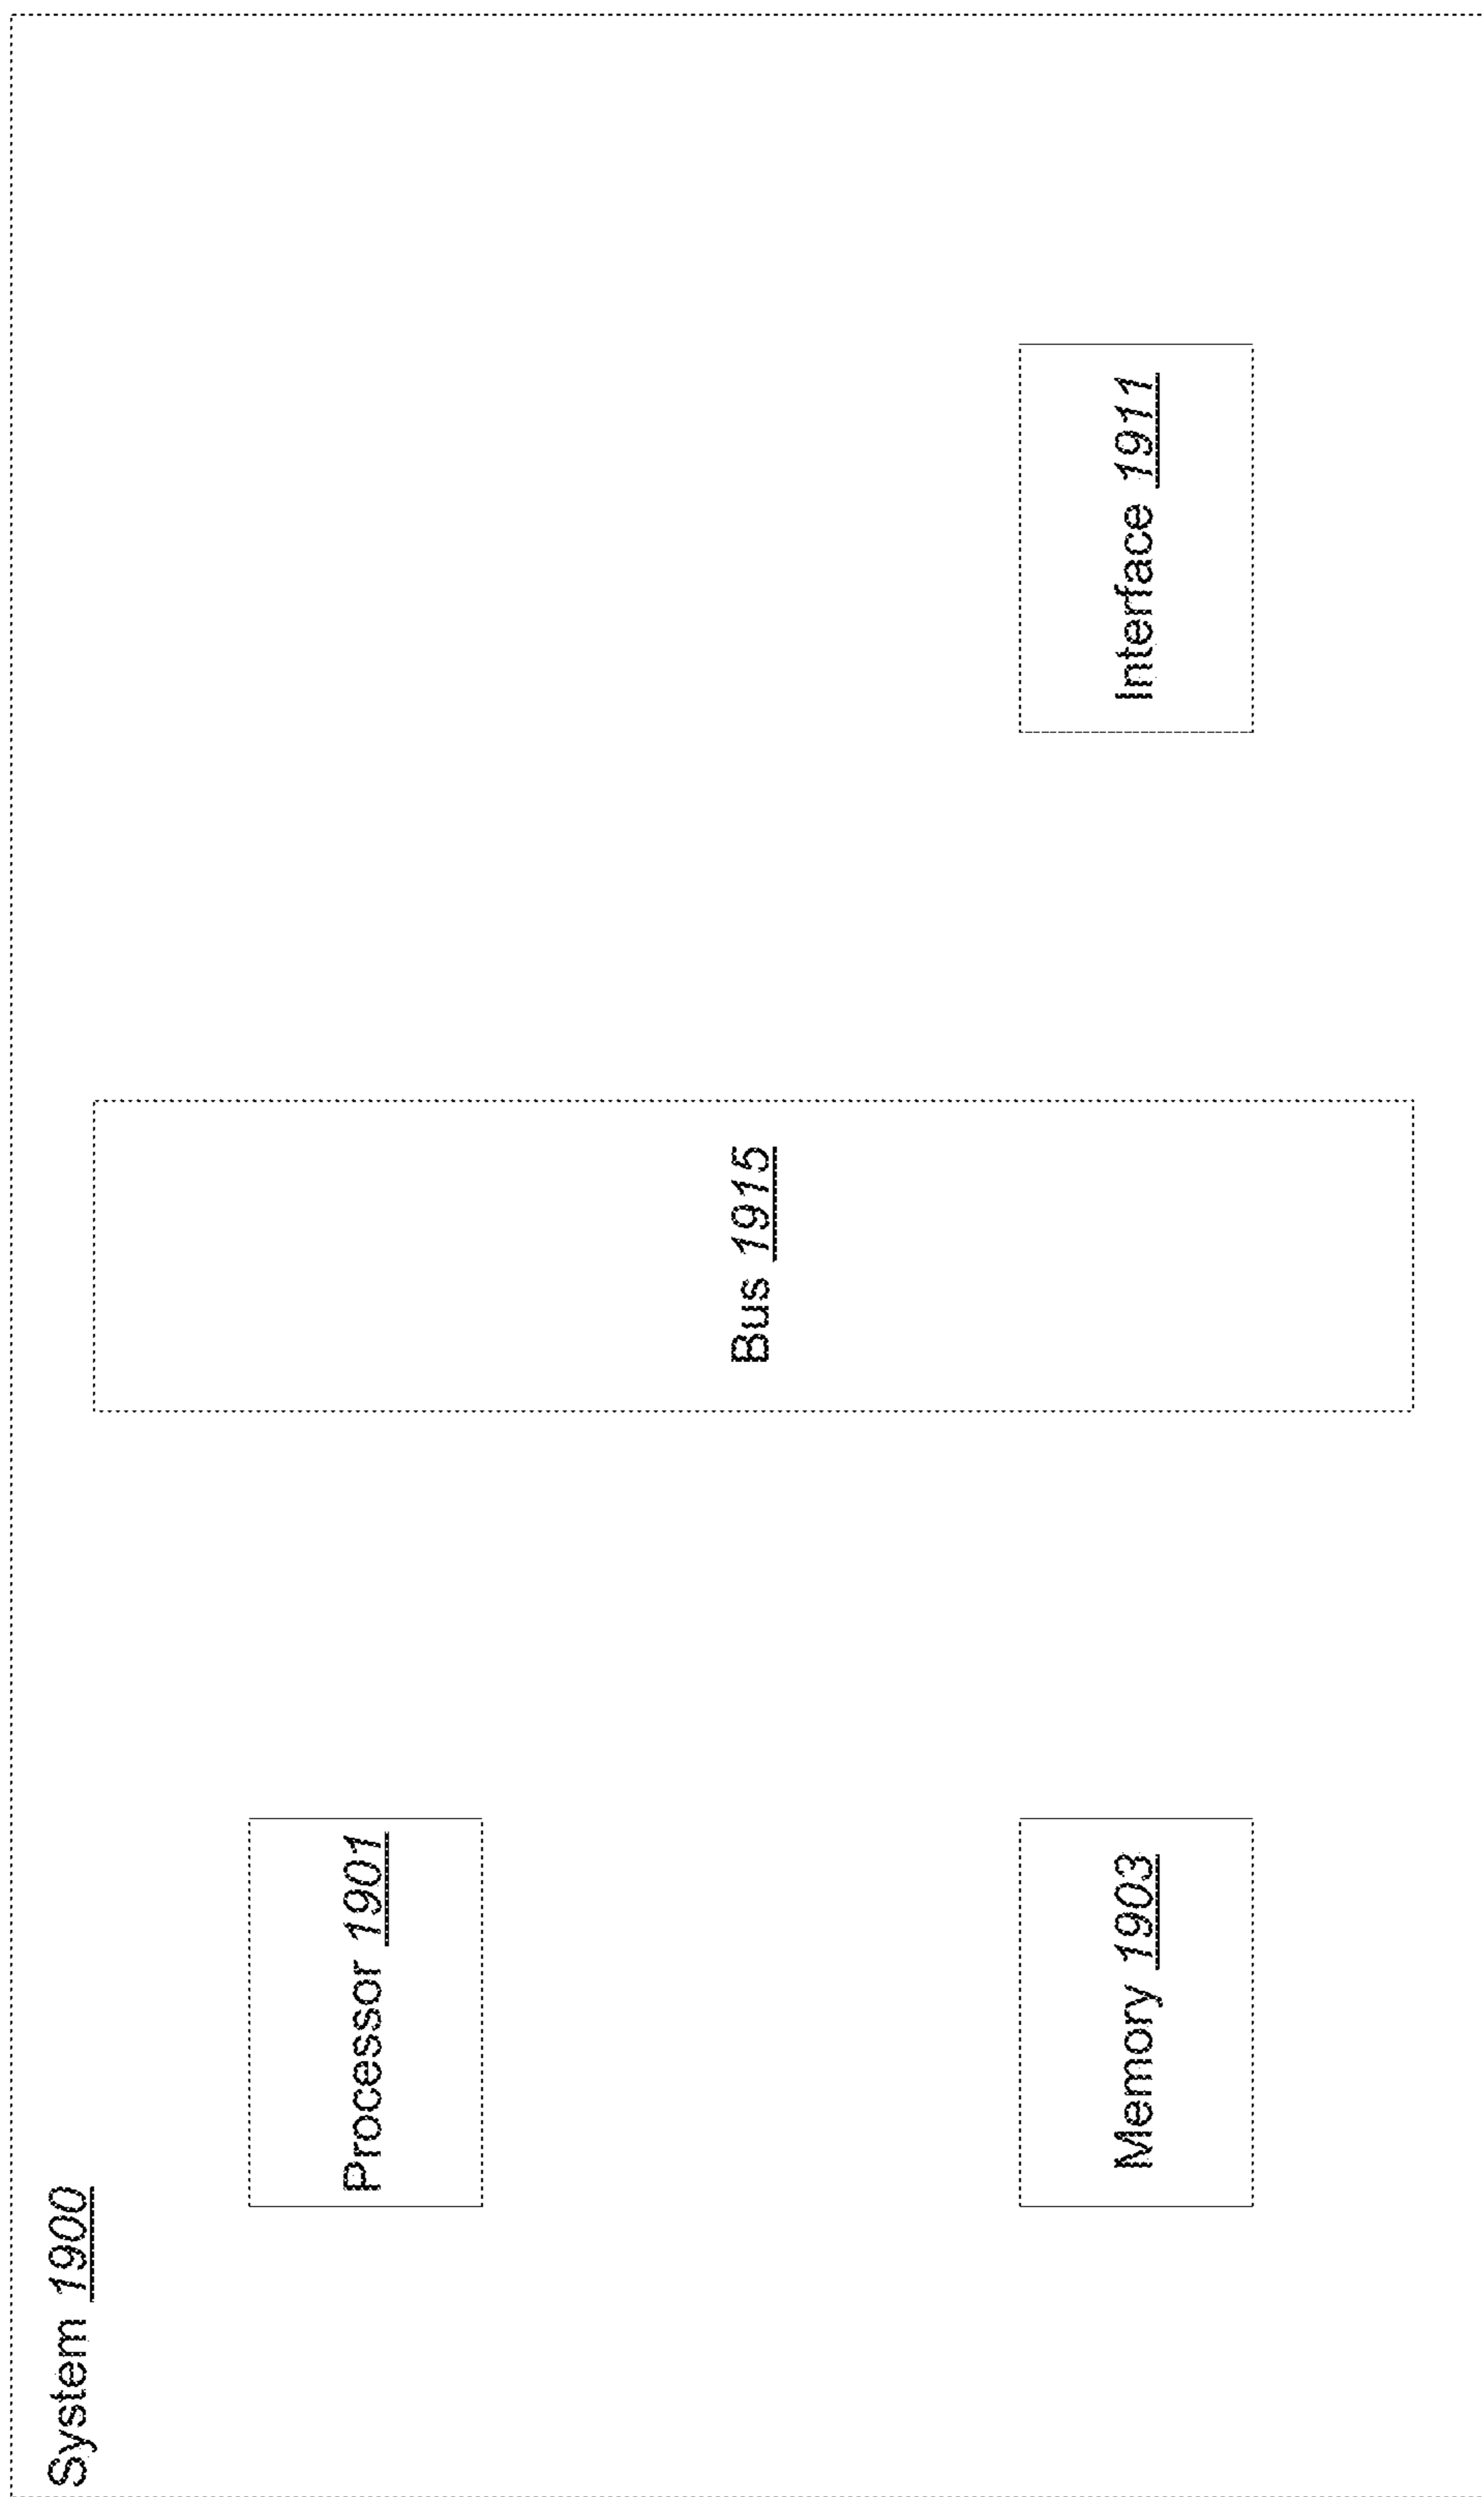 System 1900
Processor 1901
Bus 1915
Memory 1903
Interface 1911